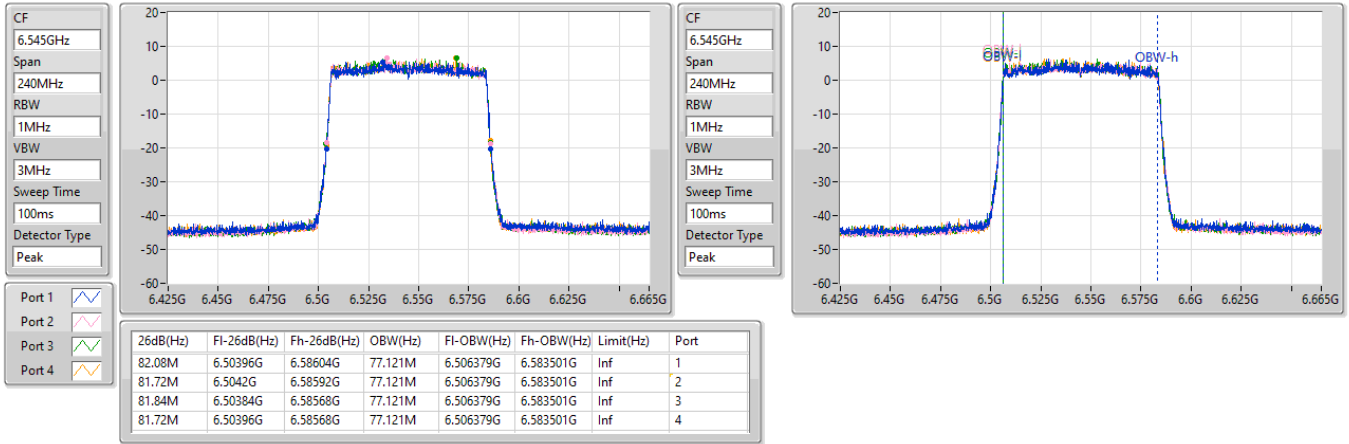 CF
6.545GHz
Span
240MHz
RBW
1MHz
VBW
3MHz
Sweep Time
100ms
Detector Type
Peak
20
10
0
-10
-20
-30
-40
-50
-60
6.425G 6.45G 6.475G 6.5G 6.525G 6.55G 6.575G 6.6G 6.625G 6.665G
CF
6.545GHz
Span
240MHz
RBW
1MHz
VBW
3MHz
Sweep Time
100ms
Detector Type
Peak
20
10
0
-10
-20
-30
-40
-50
-60
OBW-l
OBW-h
6.425G 6.45G 6.475G 6.5G 6.525G 6.55G 6.575G 6.6G 6.625G 6.665G
Port 1
Port 2
Port 3
Port 4
26dB(Hz) Fl-26dB(Hz) Fh-26dB(Hz) OBW(Hz) Fl-OBW(Hz) Fh-OBW(Hz) Limit(Hz) Port
82.08M 6.50396G 6.58604G 77.121M 6.506379G 6.583501G Inf 1
81.72M 6.5042G 6.58592G 77.121M 6.506379G 6.583501G Inf 2
81.84M 6.50384G 6.58568G 77.121M 6.506379G 6.583501G Inf 3
81.72M 6.50396G 6.58568G 77.121M 6.506379G 6.583501G Inf 4